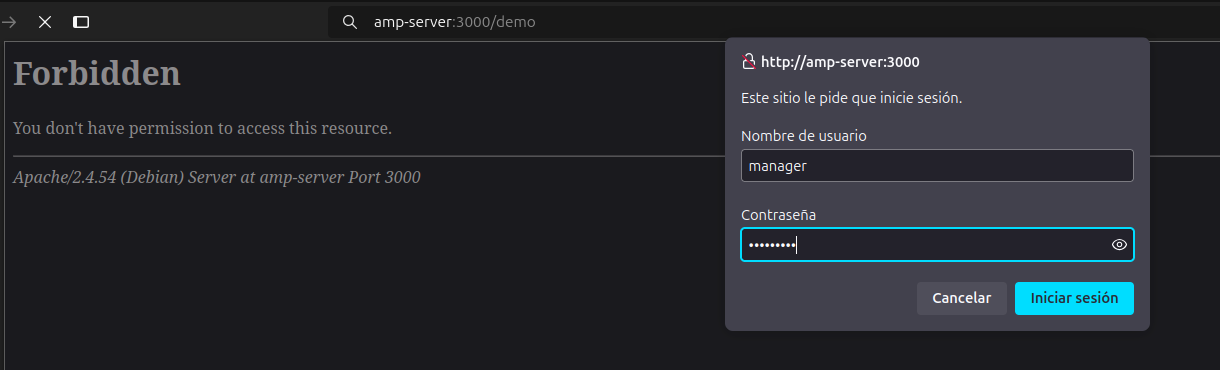 amp-server:3000/demo
Forbidden
You don't have permission to access this resource.
Apache/2.4.54 (Debian) Server at amp-server Port 3000
http://amp-server:3000
Este sitio le pide que inicie sesión.
Nombre de usuario
manager
Contraseña
•••••••••
Cancelar Iniciar sesión